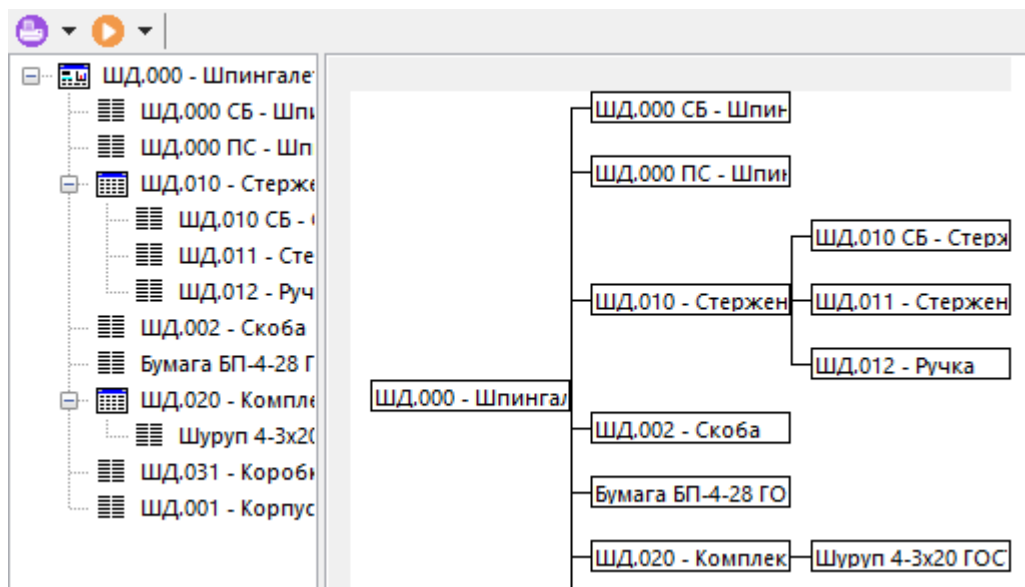 ШД.000 - Шпингалет
ШД.000 СБ - Шпи
ШД.000 ПС - Шп
ШД.010 - Стерже
ШД.010 СБ -
ШД.011 - Сте
ШД.012 - Руч
ШД.002 - Скоба
Бумага БП-4-28 Г
ШД.020 - Компле
Шуруп 4-3х20
ШД.031 - Коробк
ШД.001 - Корпус
ШД.000 СБ - Шпин
ШД.000 ПС - Шпин
ШД.010 СБ - Стерж
ШД.010 - Стержен
ШД.011 - Стержен
ШД.012 - Ручка
ШД.000 - Шпингал
ШД.002 - Скоба
Бумага БП-4-28 ГО
ШД.020 - Комплек
Шуруп 4-3х20 ГОС